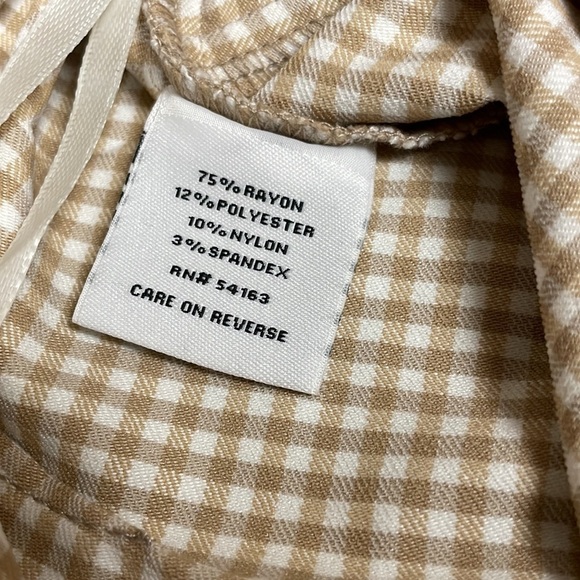 75% RAYON
12% POLYESTER
10% NYLON
3% SPANDEX
RN# 54163
CARE ON REVERSE